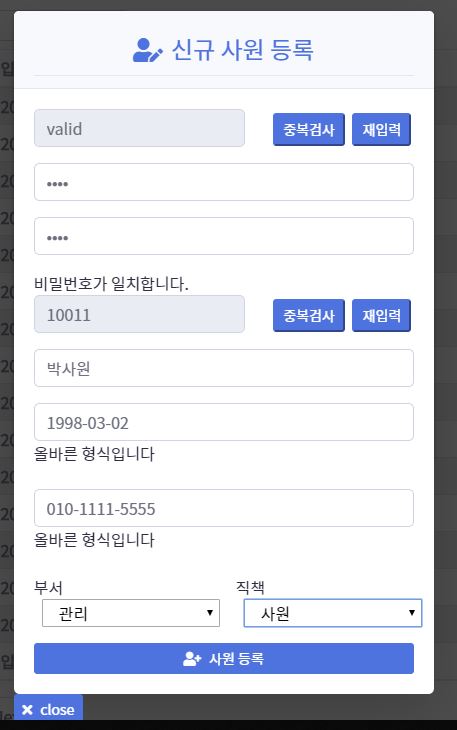 신규 사원 등록
valid 중복검사 재입력
••••
••••
비밀번호가 일치합니다.
10011 중복검사 재입력
박사원
1998-03-02
올바른 형식입니다
010-1111-5555
올바른 형식입니다
부서 직책
관리 사원
사원 등록
close